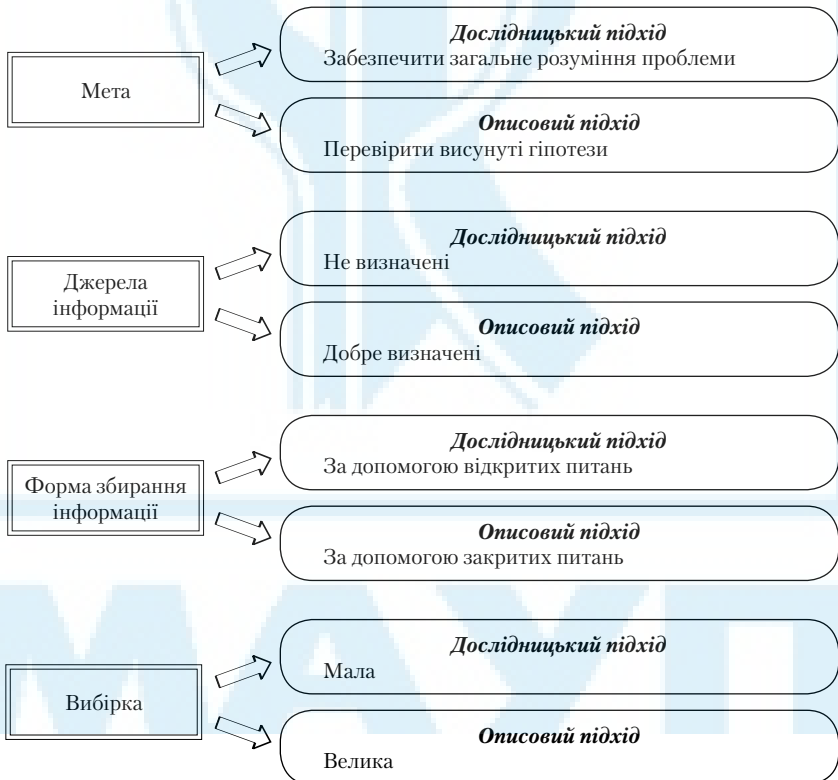 Мета
Дослідницький підхід
Забезпечити загальне розуміння проблеми
Описовий підхід
Перевірити висунуті гіпотези
Джерела
інформації
Дослідницький підхід
Не визначені
Описовий підхід
Добре визначені
Форма збирання
інформації
Дослідницький підхід
За допомогою відкритих питань
Описовий підхід
За допомогою закритих питань
Вибірка
Дослідницький підхід
Мала
Описовий підхід
Велика
МАУП